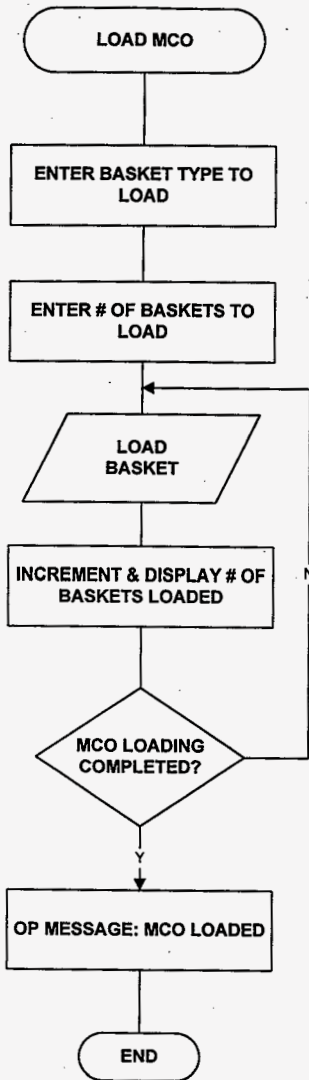 LOAD MCO
ENTER BASKET TYPE TO
LOAD
ENTER # OF BASKETS TO
LOAD
LOAD
BASKET
INCREMENT & DISPLAY # OF
BASKETS LOADED
N
MCO LOADING
COMPLETED?
Y
OP MESSAGE: MCO LOADED
END